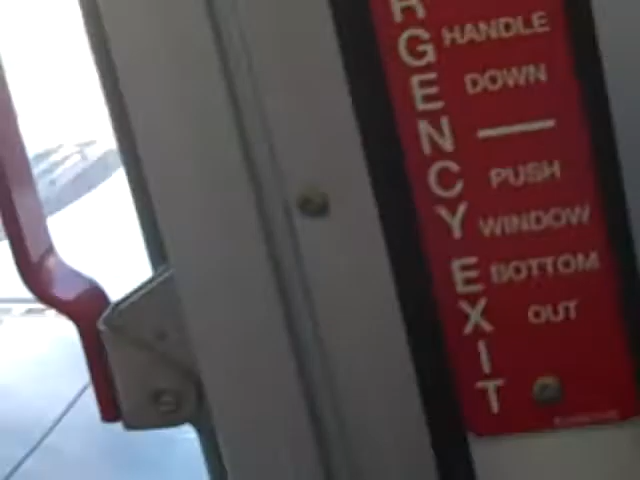 RGENCY EXIT
HANDLE
DOWN
PUSH
WINDOW
BOTTOM
OUT